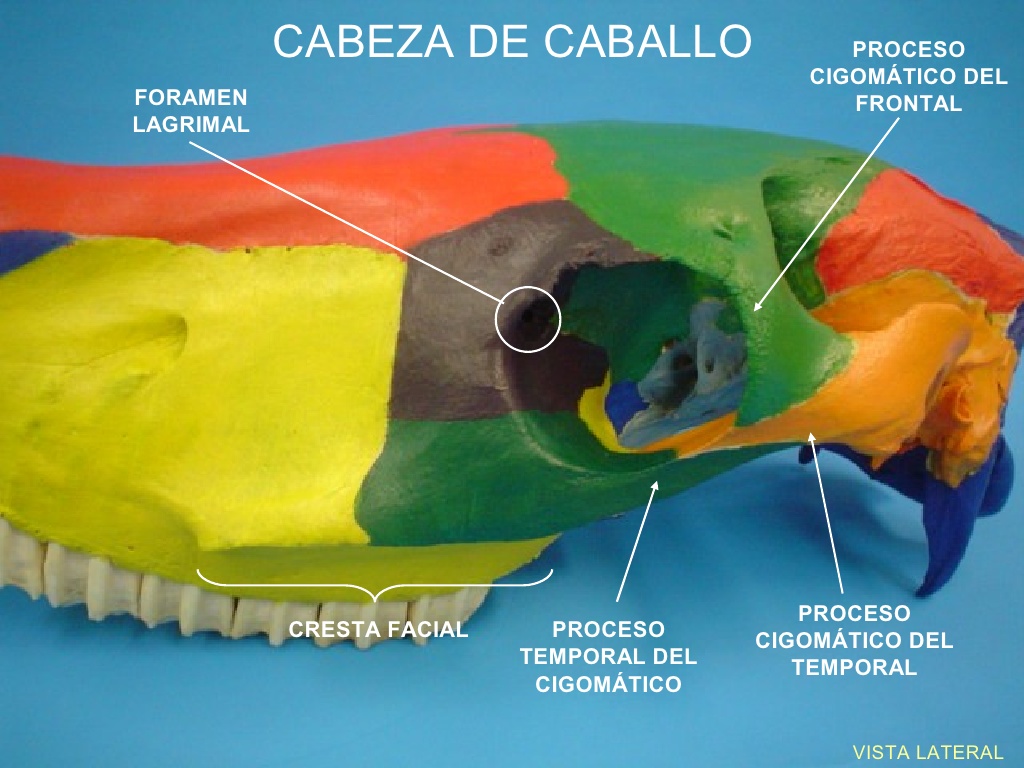 CABEZA DE CABALLO
PROCESO
CIGOMÁTICO DEL
FRONTAL
FORAMEN
LAGRIMAL
CRESTA FACIAL
PROCESO
TEMPORAL DEL
CIGOMÁTICO
PROCESO
CIGOMÁTICO DEL
TEMPORAL
VISTA LATERAL